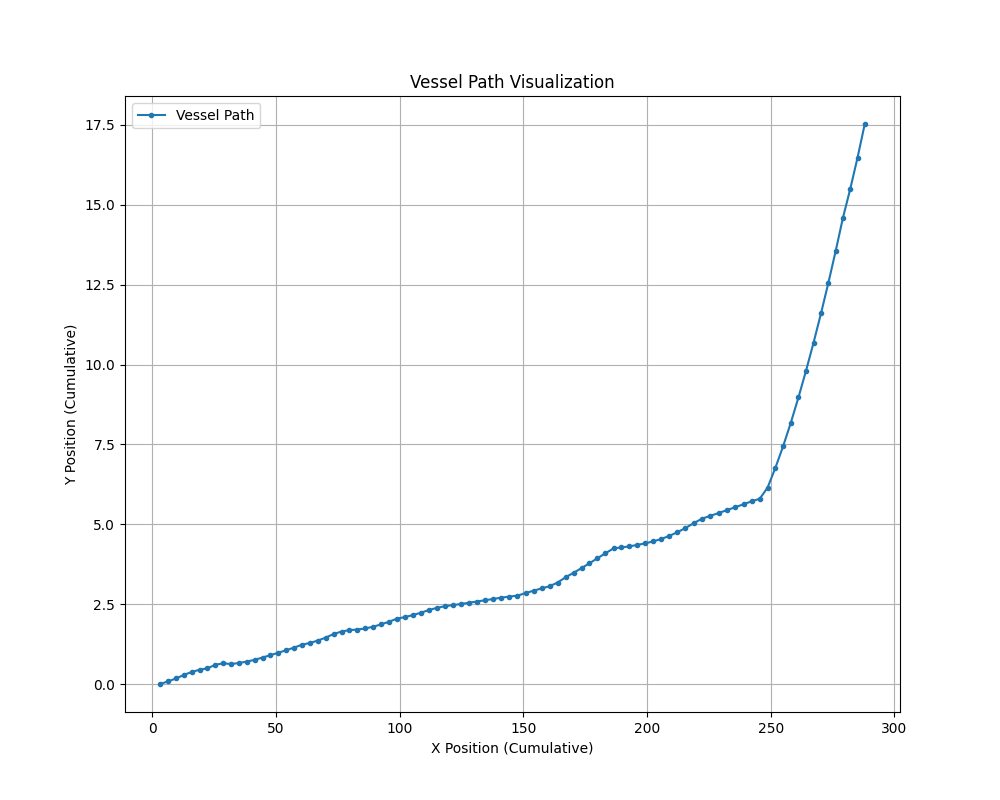 Vessel Path Visualization
Vessel Path
17.5
15.0
12.5
10.0
7.5
5.0
2.5
0.0
Y Position (Cumulative)
0 50 100 150 200 250 300
X Position (Cumulative)